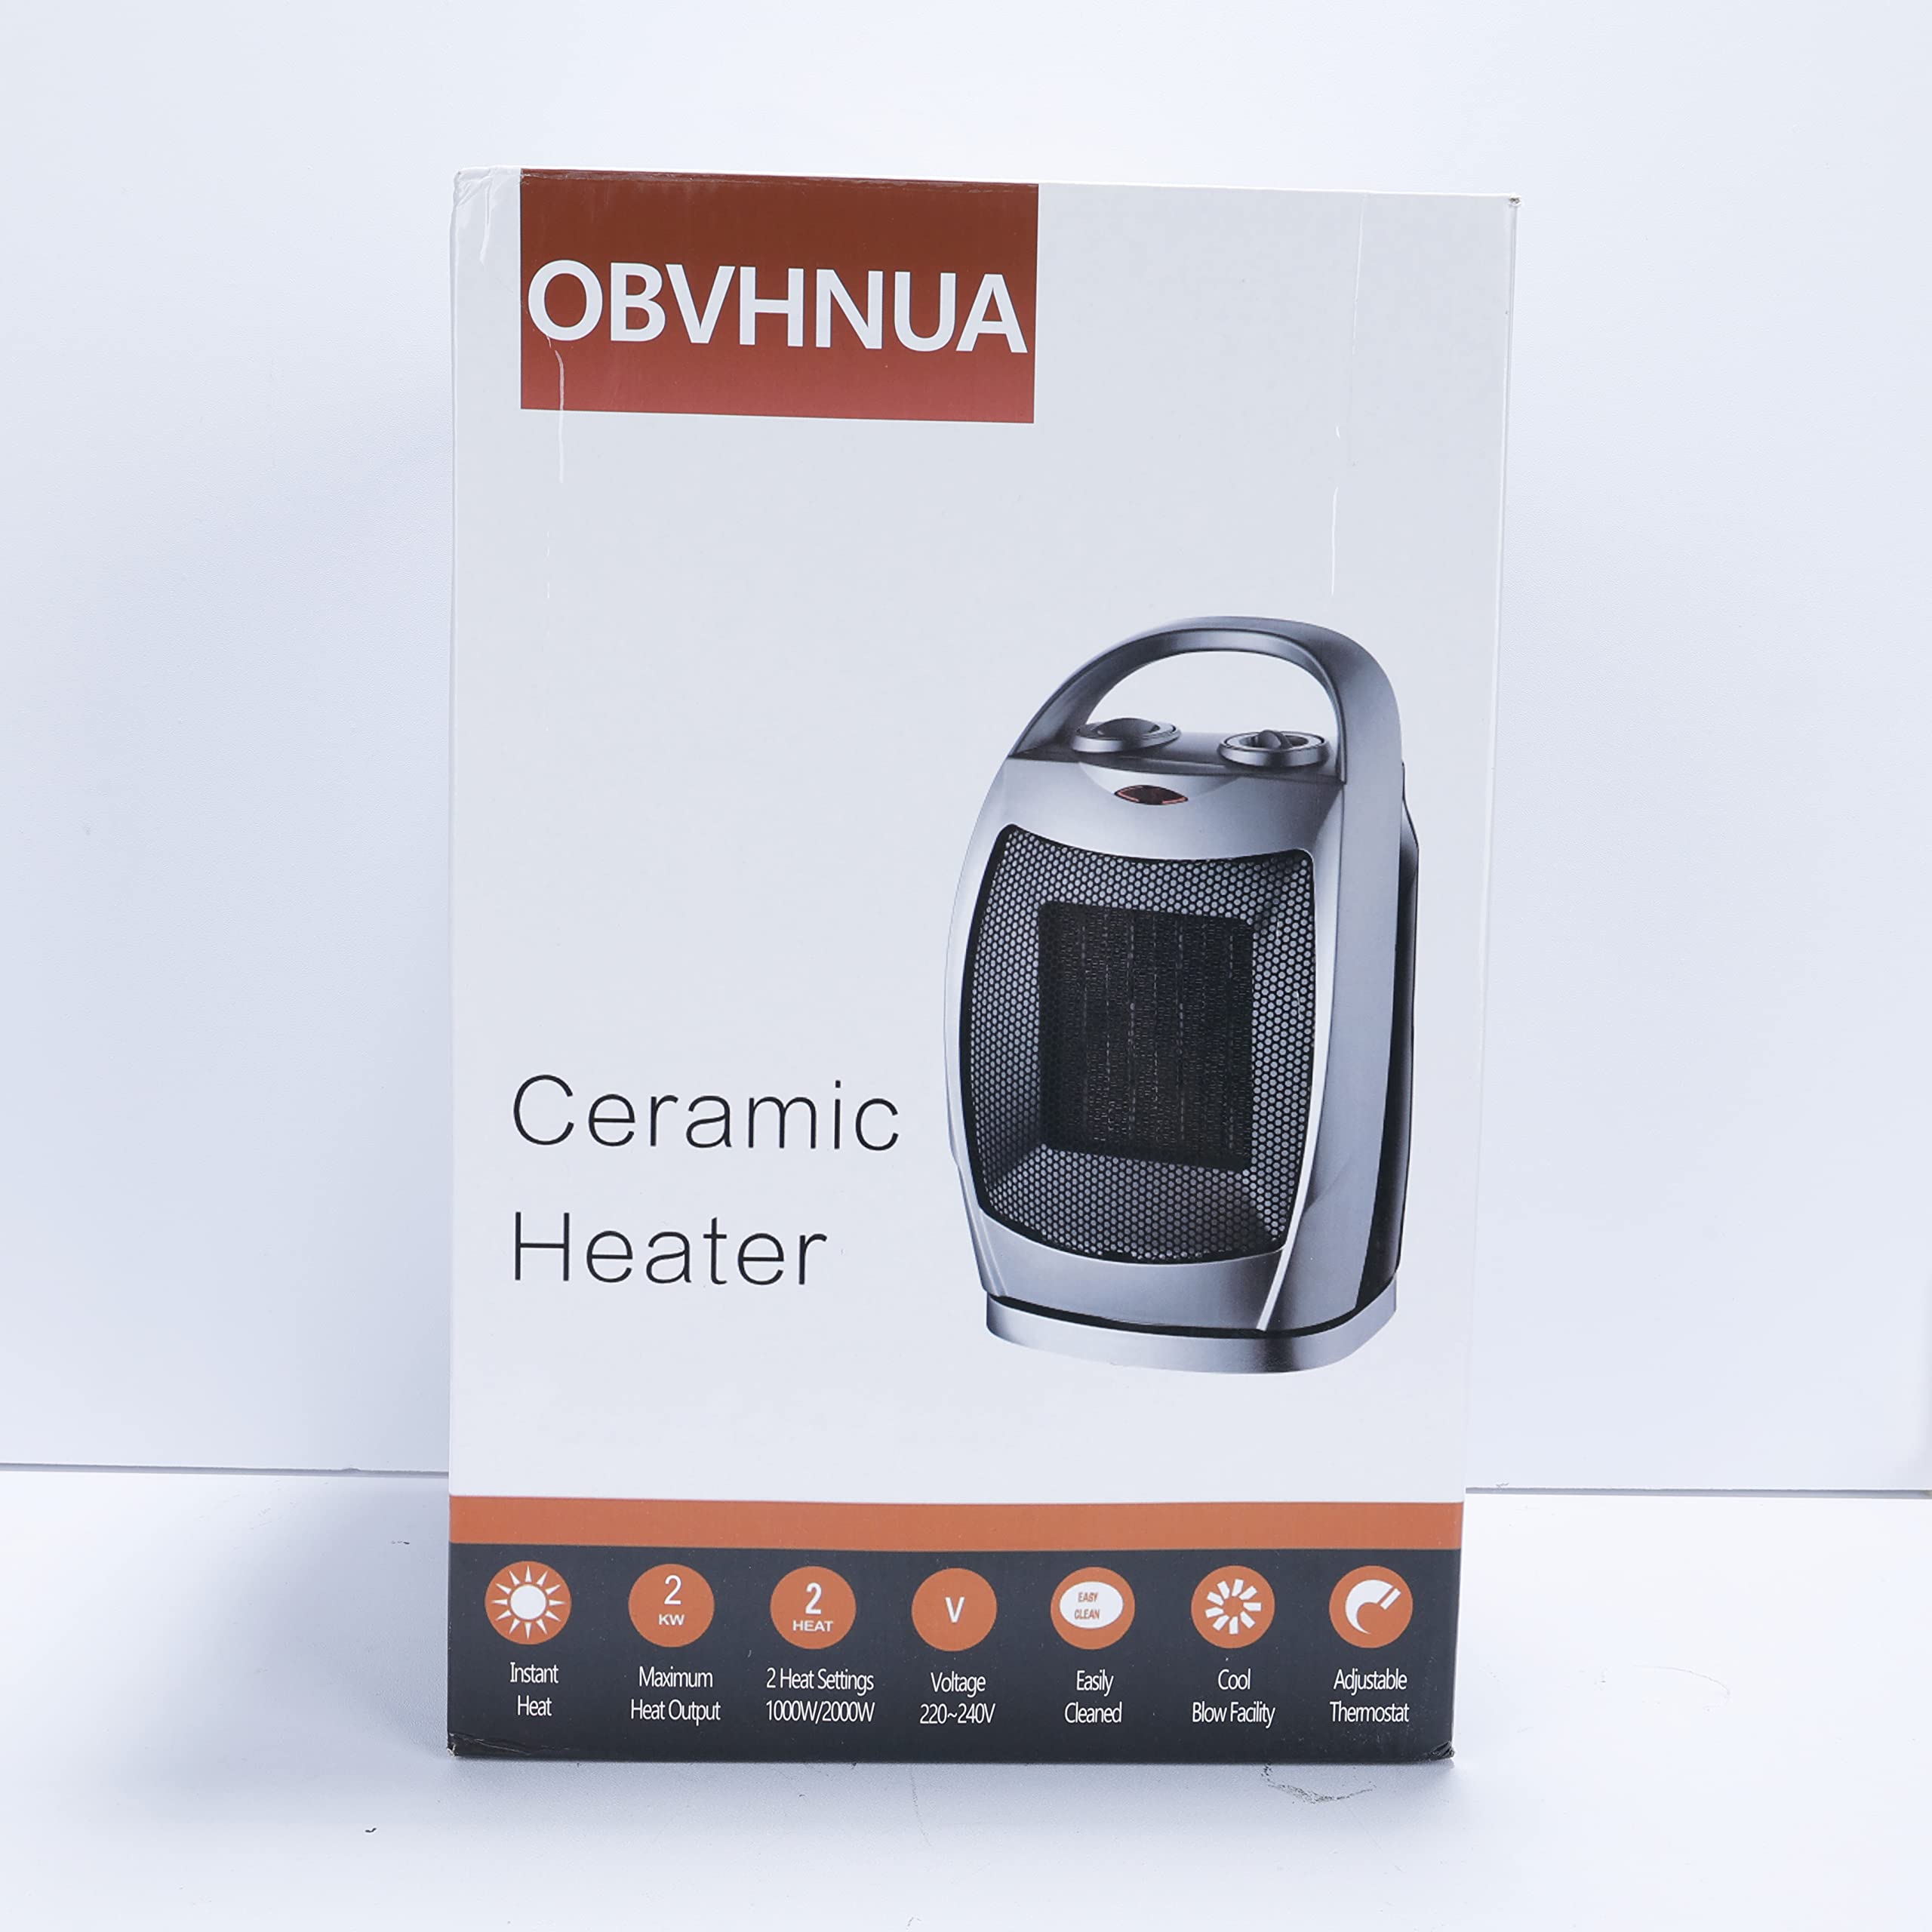 OBVHNUA
Ceramic
Heater
2
KW
2
HEAT
V
EASY
CLEAN
Instant
Heat
Maximum
Heat Output
2 Heat Settings
1000W/2000W
Voltage
220~240V
Easily
Cleaned
Cool
Blow Facility
Adjustable
Thermostat